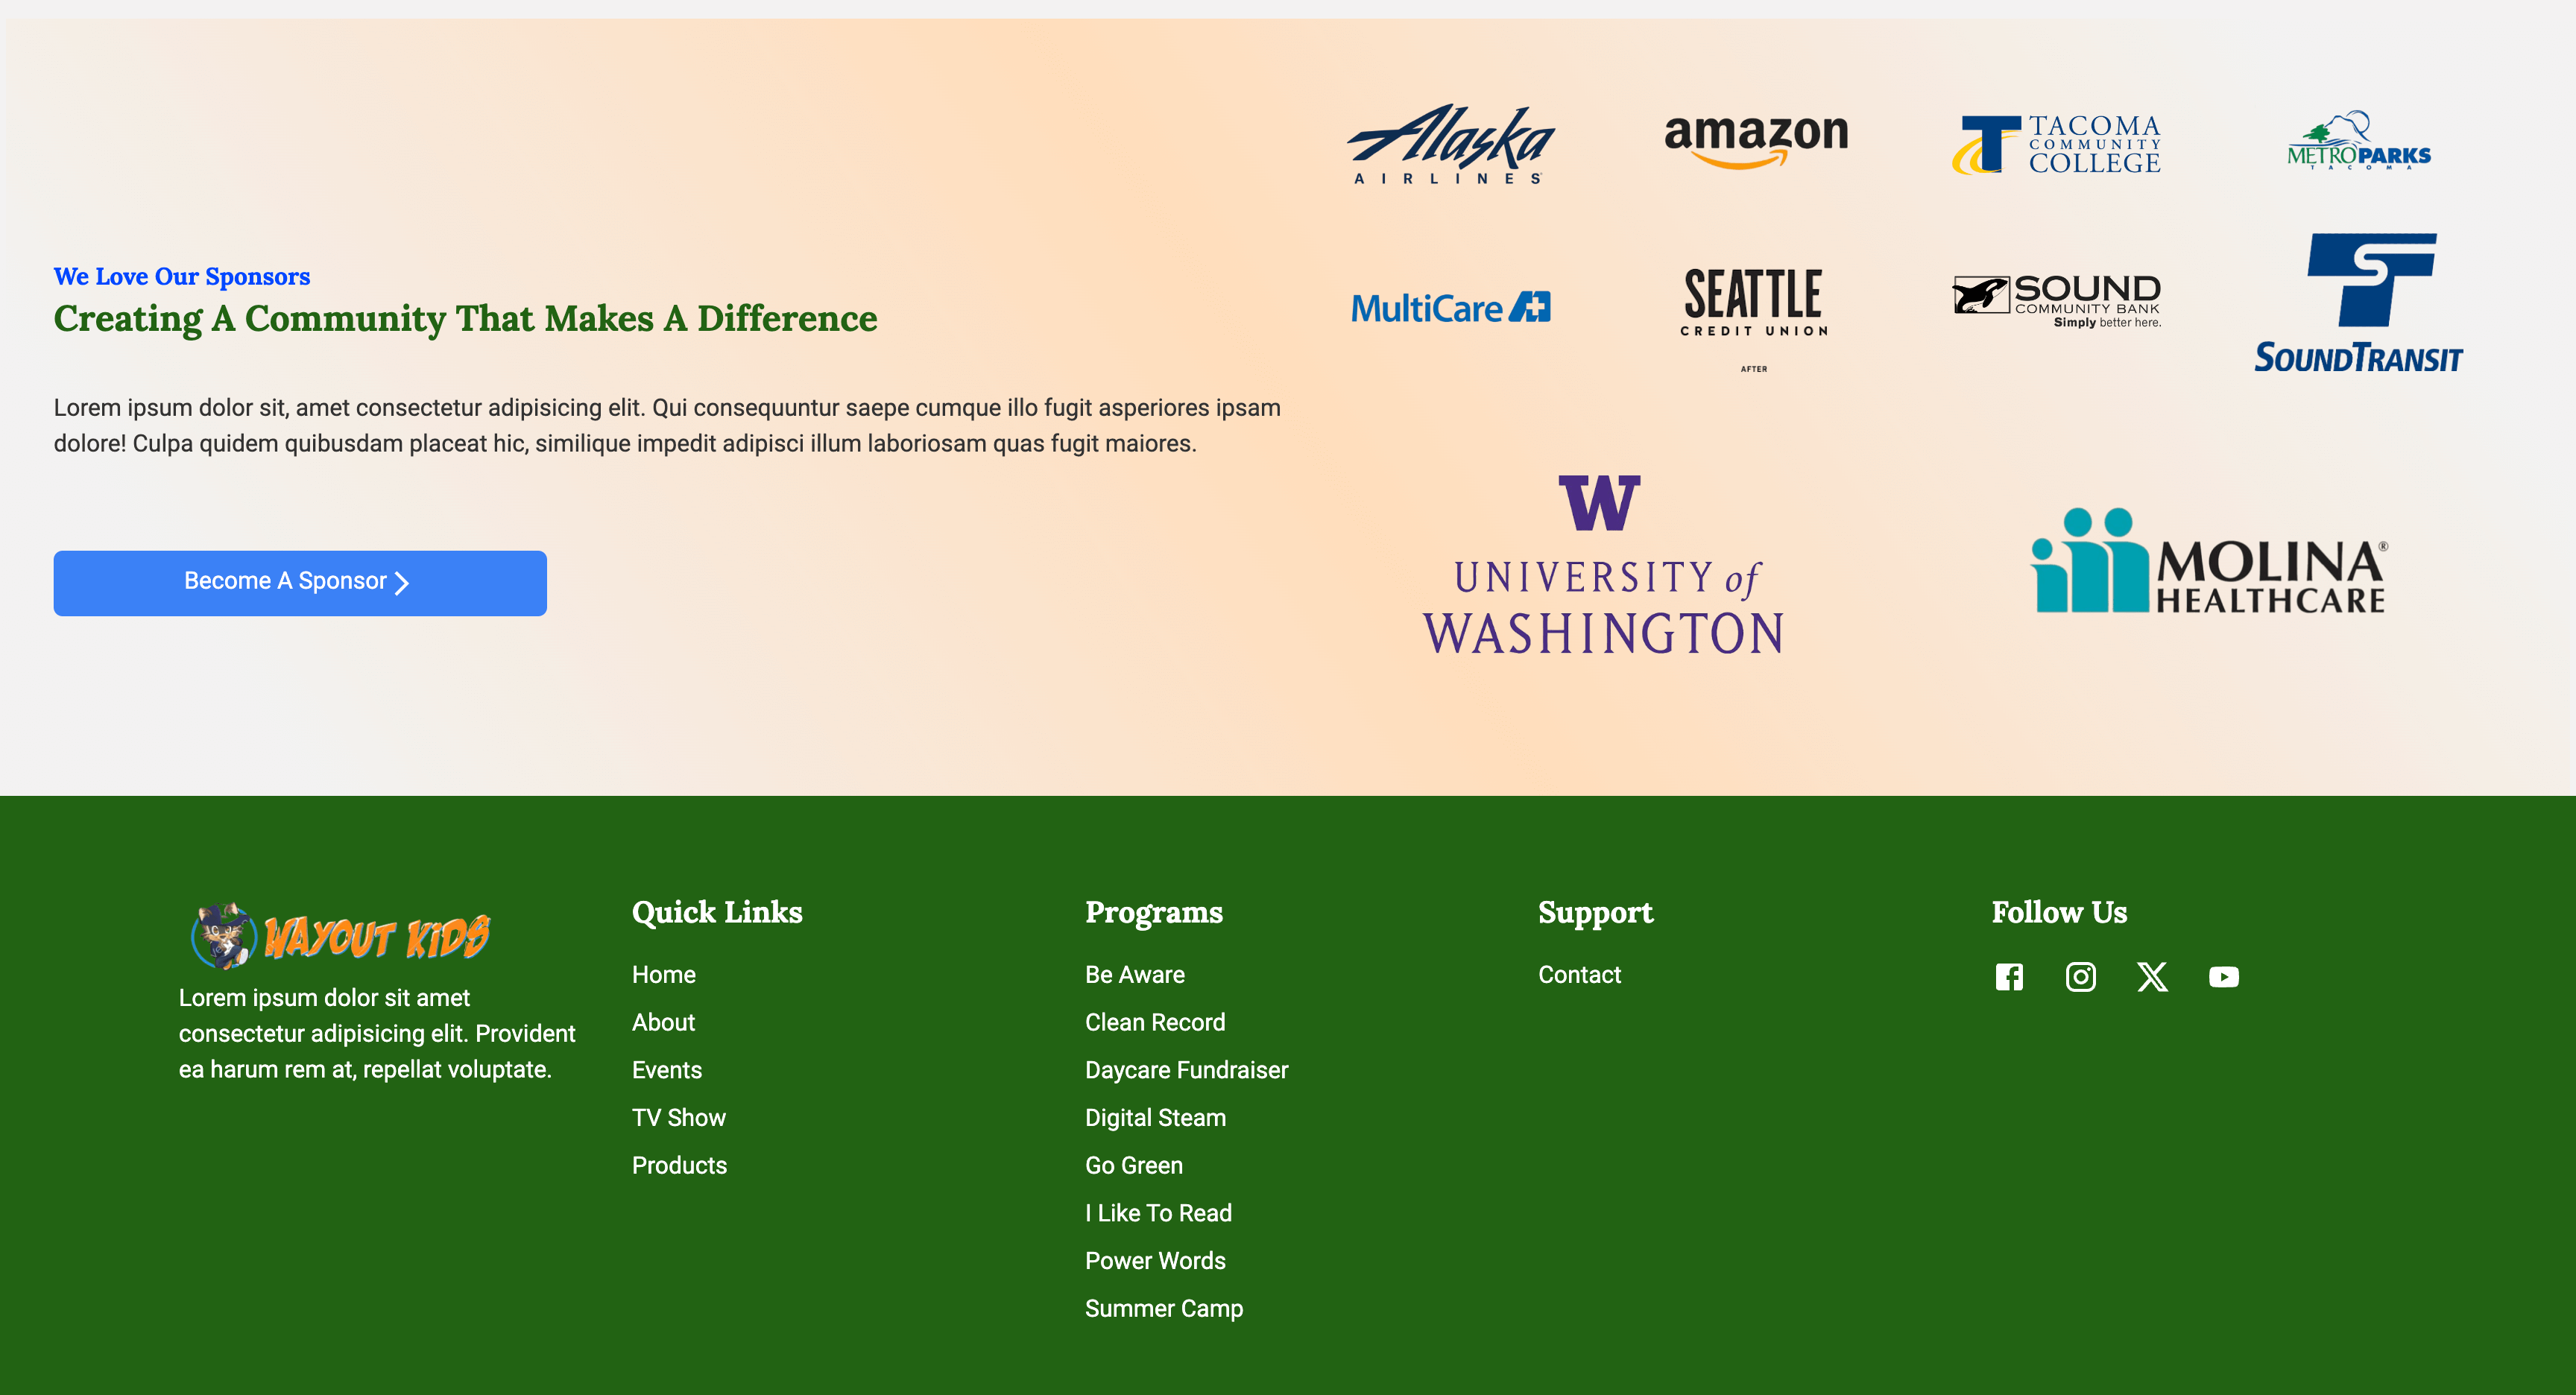 Alaska
AIRLINES
amazon
TACOMA
COMMUNITY
COLLEGE
METROPARKS
TACOMA
MultiCare
SEATTLE
CREDIT UNION
AFTER
SOUND
COMMUNITY BANK
Simply better here.
SOUNDTRANSIT
We Love Our Sponsors
Creating A Community That Makes A Difference
Lorem ipsum dolor sit, amet consectetur adipisicing elit. Qui consequuntur saepe cumque illo fugit asperiores ipsam
dolore! Culpa quidem quibusdam placeat hic, similique impedit adipisci illum laboriosam quas fugit maiores.
Become A Sponsor
W
UNIVERSITY of
WASHINGTON
MOLINA®
HEALTHCARE
WAYOUT KiDS
Lorem ipsum dolor sit amet
consectetur adipisicing elit. Provident
ea harum rem at, repellat voluptate.
Quick Links
Home
About
Events
TV Show
Products
Programs
Be Aware
Clean Record
Daycare Fundraiser
Digital Steam
Go Green
I Like To Read
Power Words
Summer Camp
Support
Contact
Follow Us